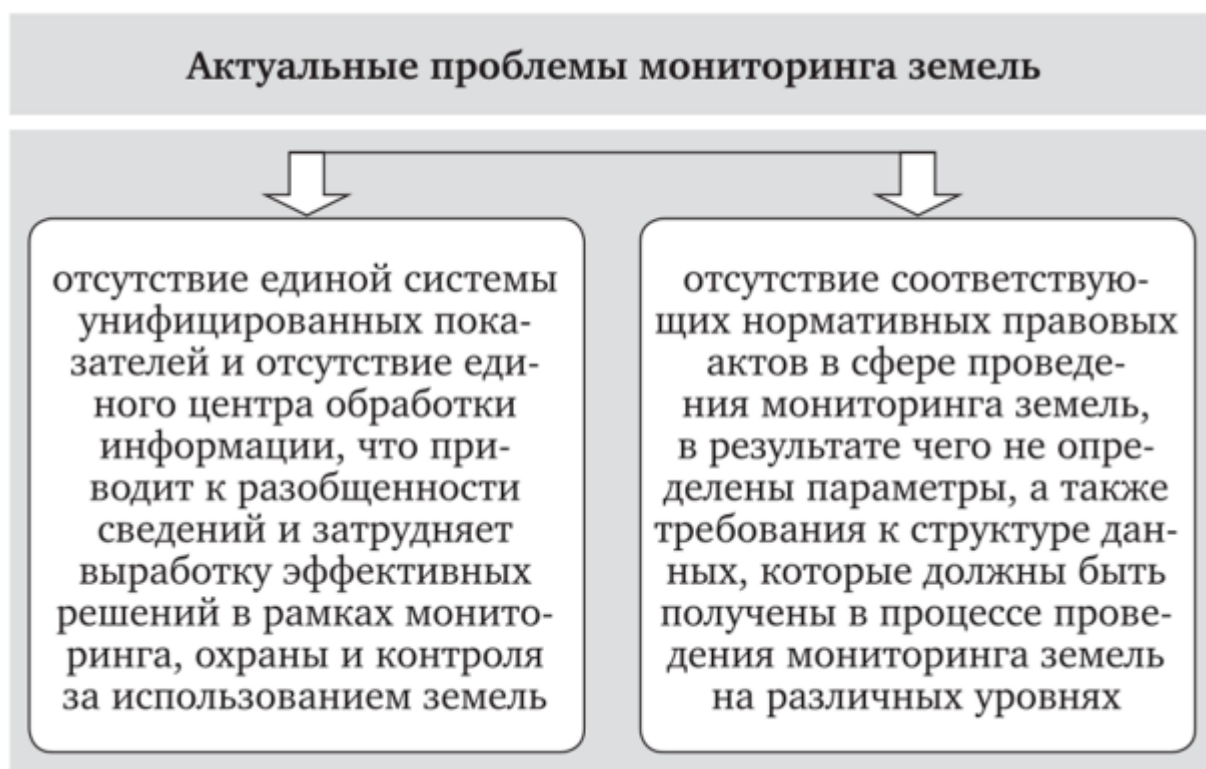 Актуальные проблемы мониторинга земель
отсутствие единой системы
унифицированных пока-
зателей и отсутствие еди-
ного центра обработки
информации, что при-
водит к разобщенности
сведений и затрудняет
выработку эффективных
решений в рамках монито-
ринга, охраны и контроля
за использованием земель
отсутствие соответствую-
щих нормативных правовых
актов в сфере проведе-
ния мониторинга земель,
в результате чего не опре-
делены параметры, а также
требования к структуре дан-
ных, которые должны быть
получены в процессе прове-
дения мониторинга земель
на различных уровнях